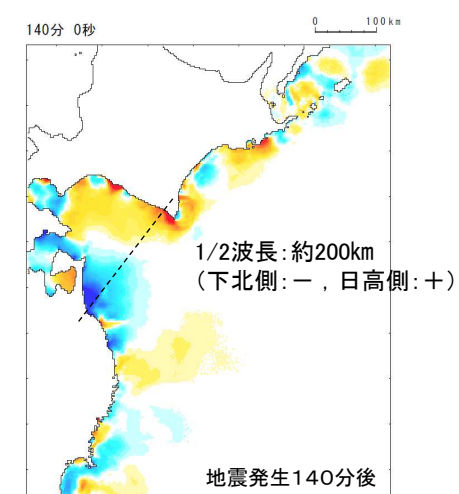 0 100km
140分 0秒
1/2波長:約200km
(下北側:－，日高側:＋)
地震発生140分後